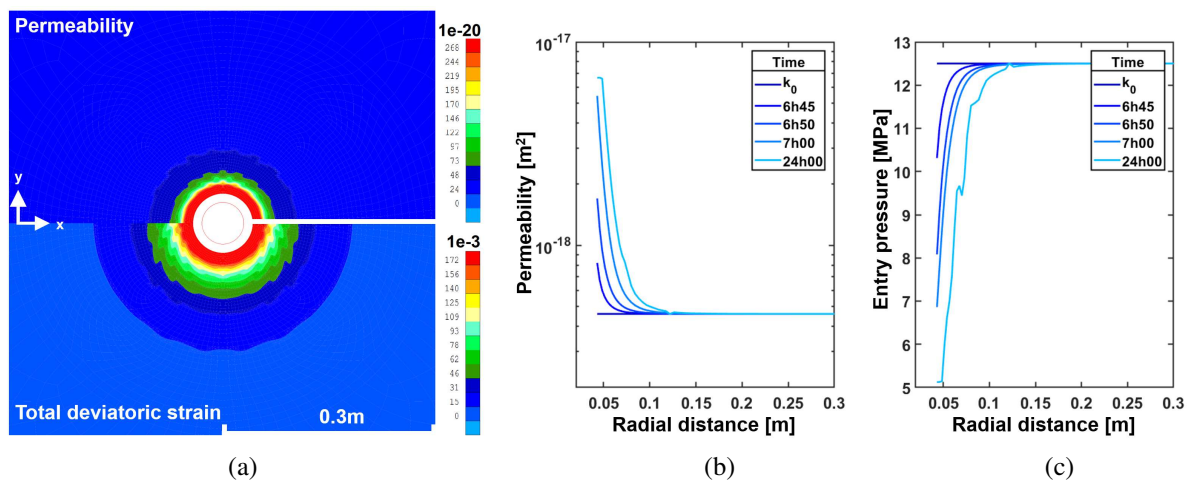 Permeability
1e-20
268
244
219
195
170
146
122
97
73
48
24
0
y
x
1e-3
172
156
140
125
109
93
78
62
46
31
15
0
Total deviatoric strain
0.3m
(a)
Permeability [m²]
10⁻¹⁷
10⁻¹⁸
Time
k₀
6h45
6h50
7h00
24h00
0.05 0.1 0.15 0.2 0.25 0.3
Radial distance [m]
(b)
Entry pressure [MPa]
13
12
11
10
9
8
7
6
5
Time
k₀
6h45
6h50
7h00
24h00
0.05 0.1 0.15 0.2 0.25 0.3
Radial distance [m]
(c)